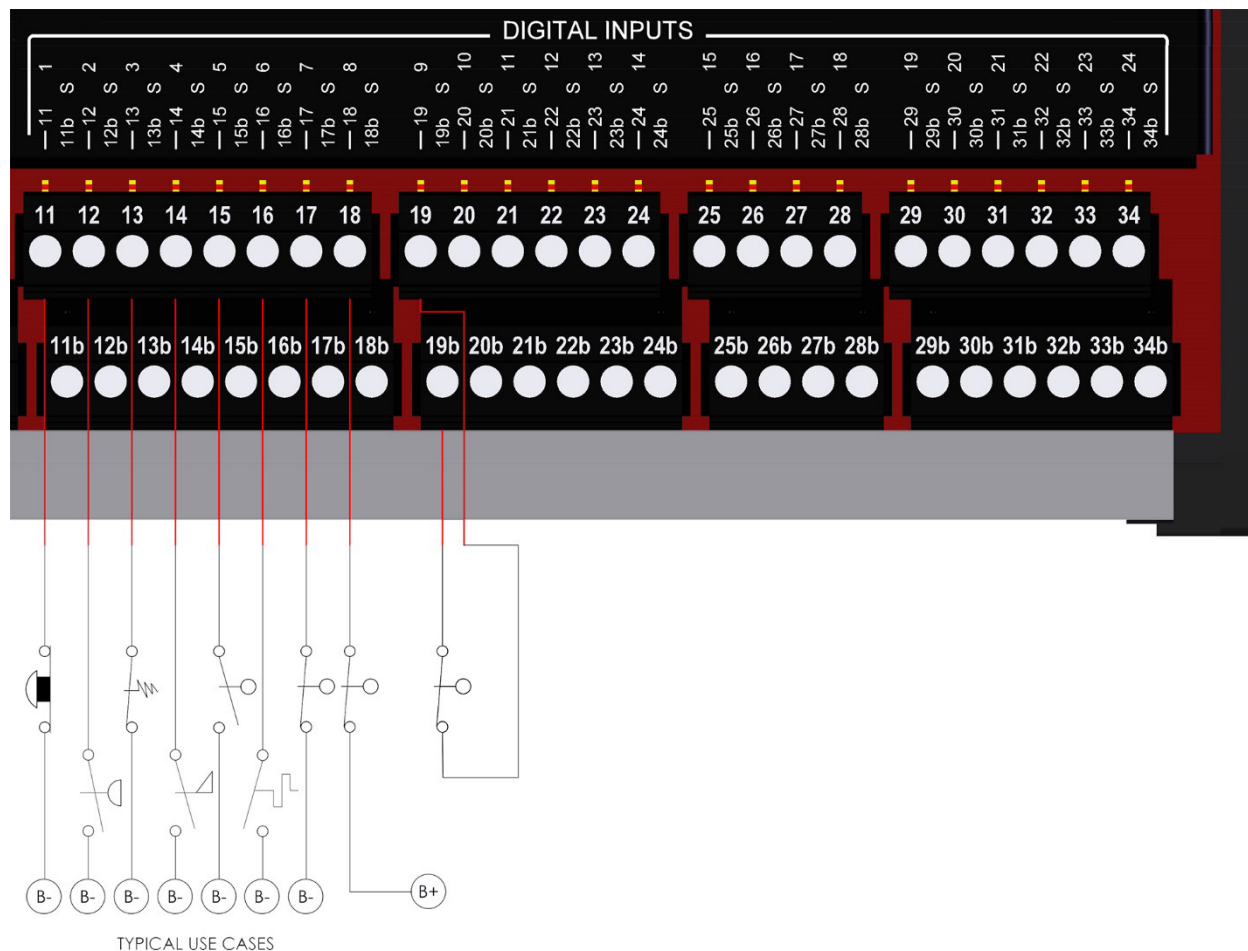 DIGITAL INPUTS
1 2 3 4 5 6 7 8 9 10 11 12 13 14 15 16 17 18 19 20 21 22 23 24
S S S S S S S S S S S S S S S S S S S S S S S S
11 11b 12 12b 13 13b 14 14b 15 15b 16 16b 17 17b 18 18b 19 19b 20 20b 21 21b 22 22b 23 23b 24 24b 25 25b 26 26b 27 27b 28 28b 29 29b 30 30b 31 31b 32 32b 33 33b 34 34b
11 12 13 14 15 16 17 18 19 20 21 22 23 24 25 26 27 28 29 30 31 32 33 34
11b 12b 13b 14b 15b 16b 17b 18b 19b 20b 21b 22b 23b 24b 25b 26b 27b 28b 29b 30b 31b 32b 33b 34b
B- B- B- B- B- B- B- B+
TYPICAL USE CASES